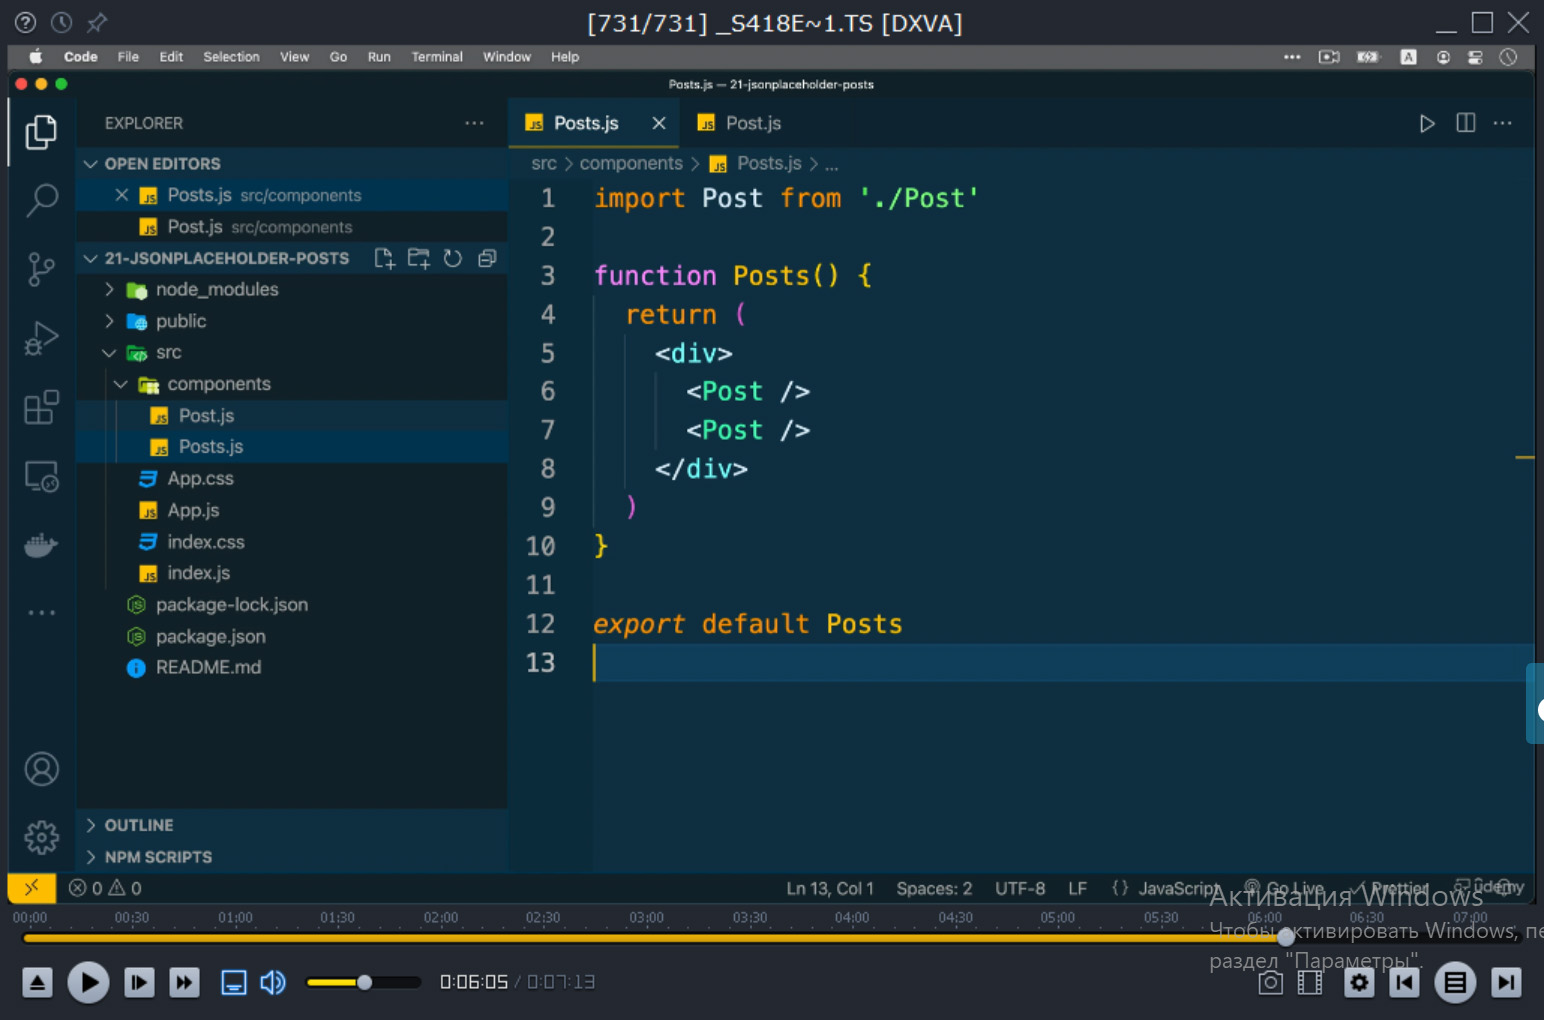 [731/731] _S418E~1.TS [DXVA]
Code File Edit Selection View Go Run Terminal Window Help
Posts.js — 21-jsonplaceholder-posts
EXPLORER
Posts.js
Post.js
OPEN EDITORS
src > components > Posts.js > ...
Posts.js src/components
Post.js src/components
21-JSONPLACEHOLDER-POSTS
node_modules
public
src
components
Post.js
Posts.js
App.css
App.js
index.css
index.js
package-lock.json
package.json
README.md
OUTLINE
NPM SCRIPTS
1 import Post from './Post'
2
3 function Posts() {
4 return (
5 <div>
6 <Post />
7 <Post />
8 </div>
9 )
10 }
11
12 export default Posts
13
0 0
Ln 13, Col 1 Spaces: 2 UTF-8 LF {} JavaScript Go Live Prettier
ûdemy
Активация Windows
Чтобы активировать Windows, пе
раздел "Параметры".
00:00 00:30 01:00 01:30 02:00 02:30 03:00 03:30 04:00 04:30 05:00 05:30 06:00 06:30 07:00
0:06:05 / 0:07:13